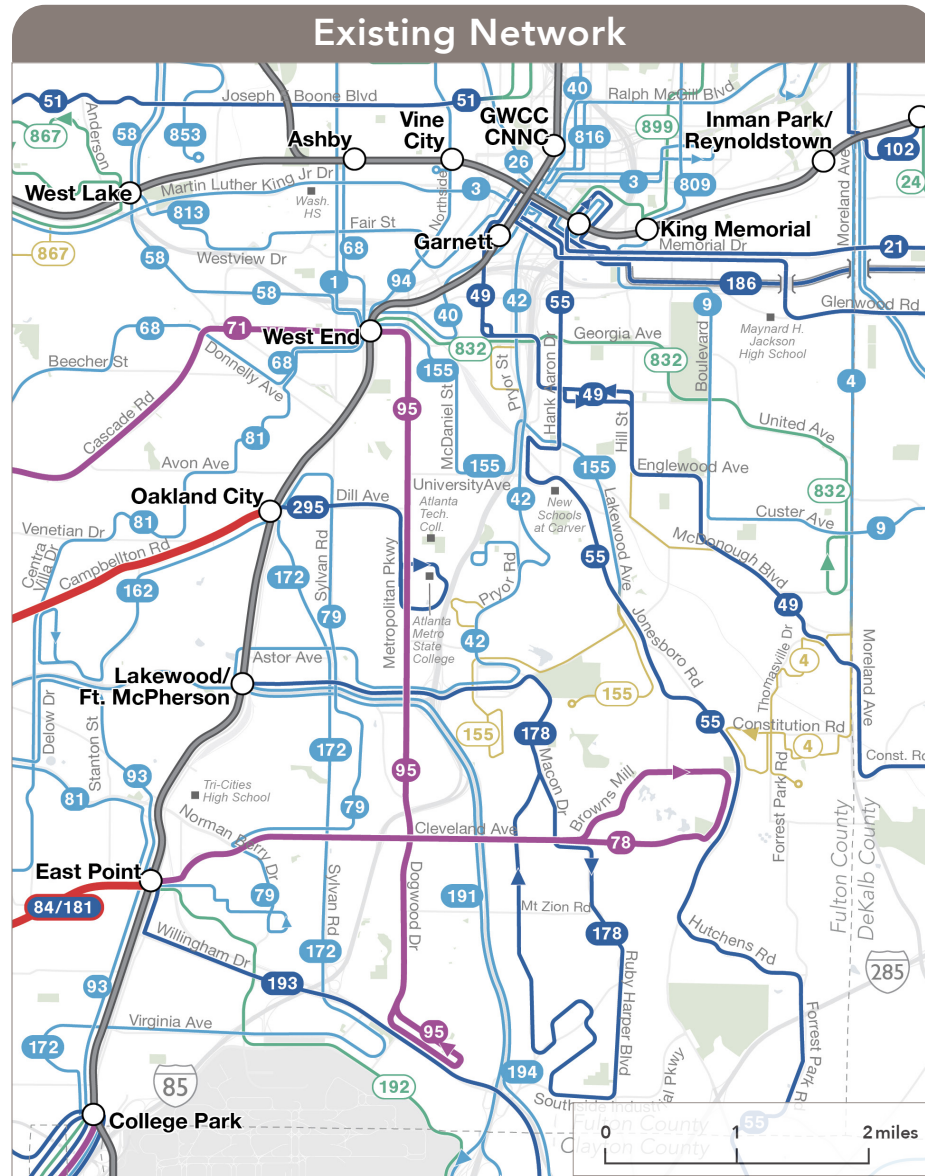 Existing Network
51
Joseph E Boone Blvd
51
40
Ralph McGill Blvd
867
Anderson
58
853
Ashby
Vine
City
GWCC
CNNC
816
899
Inman Park/
Reynoldstown
102
26
West Lake
Martin Luther King Jr Dr
Wash.
HS
Northside
3
3
809
Moreland Ave
24
813
Fair St
68
Garnett
King Memorial
Memorial Dr
21
867
58
Westview Dr
58
1
94
49
42
55
186
9
Glenwood Rd
40
68
71
West End
832
Georgia Ave
832
Boulevard
Maynard H.
Jackson
High School
Beecher St
Donnelly Ave
68
155
Pryor St
Hank Aaron Dr
4
Cascade Rd
95
McDaniel St
49
Hill St
United Ave
81
Avon Ave
155
155
Englewood Ave
Oakland City
295
Dill Ave
UniversityAve
Atlanta
Tech.
Coll.
42
New
Schools
at Carver
832
Venetian Dr
81
Custer Ave
9
Centra
Villa Dr
Campbellton Rd
Sylvan Rd
Metropolitan Pkwy
55
Lakewood Ave
McDonough Blvd
162
172
79
Pryor Rd
49
Atlanta
Metro
State
College
42
Jonesboro Rd
Thomasville Dr
Astor Ave
4
Moreland Ave
Lakewood/
Ft. McPherson
155
Delow Dr
Stanton St
172
155
178
55
Constitution Rd
4
Const. Rd
93
95
Macon Dr
Browns Mill
Forrest Park Rd
81
Tri-Cities
High School
79
Norman Berry Dr
Cleveland Ave
78
Fulton County
DeKalb County
East Point
84/181
79
Sylvan Rd
Dogwood Dr
191
Mt Zion Rd
Willingham Dr
172
178
Hutchens Rd
285
193
93
Ruby Harper Blvd
Forrest Park Rd
Virginia Ave
95
172
85
192
194
Southside Industri
al Pkwy
College Park
55
Fulton County
Clayton County
0
1
2 miles